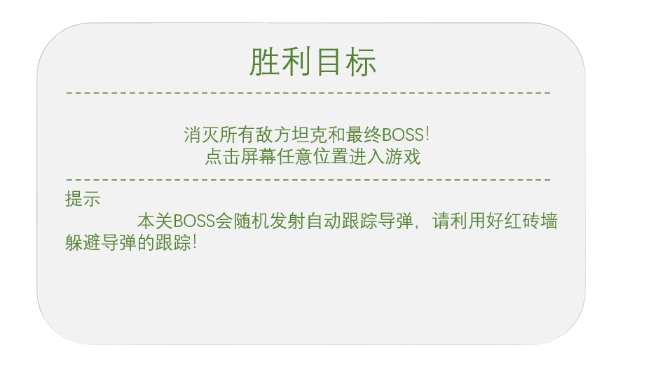 胜利目标
消灭所有敌方坦克和最终BOSS!
点击屏幕任意位置进入游戏
提示
本关BOSS会随机发射自动跟踪导弹，请利用好红砖墙
躲避导弹的跟踪!